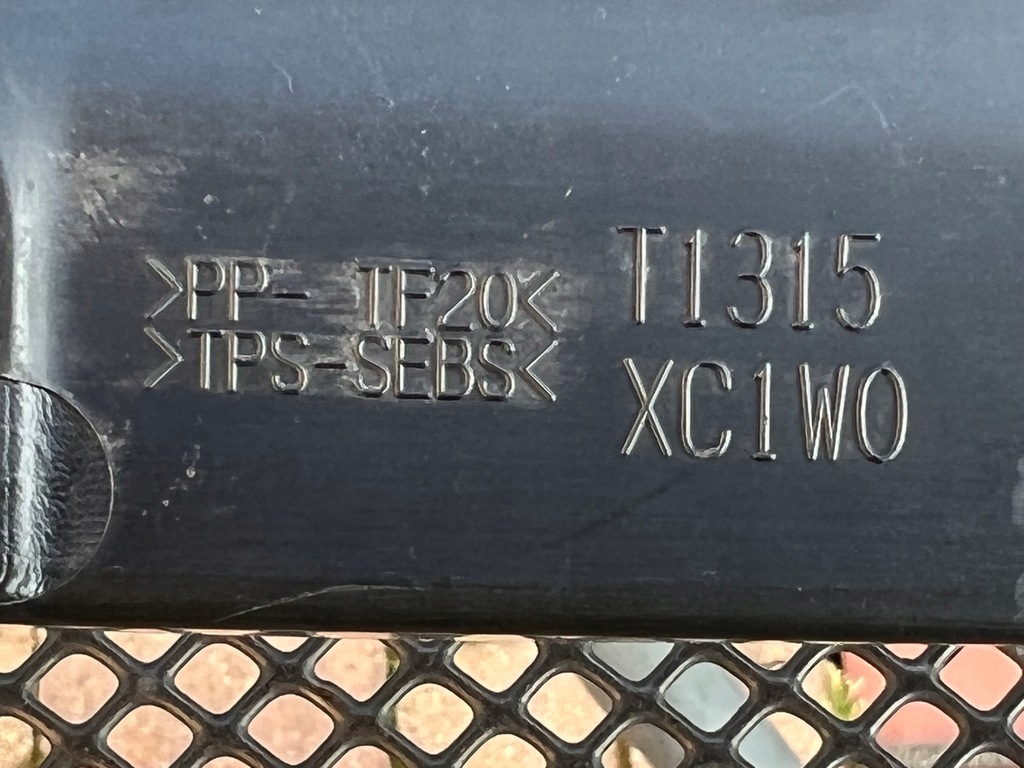 >PP- TF20<
>TPS-SEBS<
T1315
XC1W0